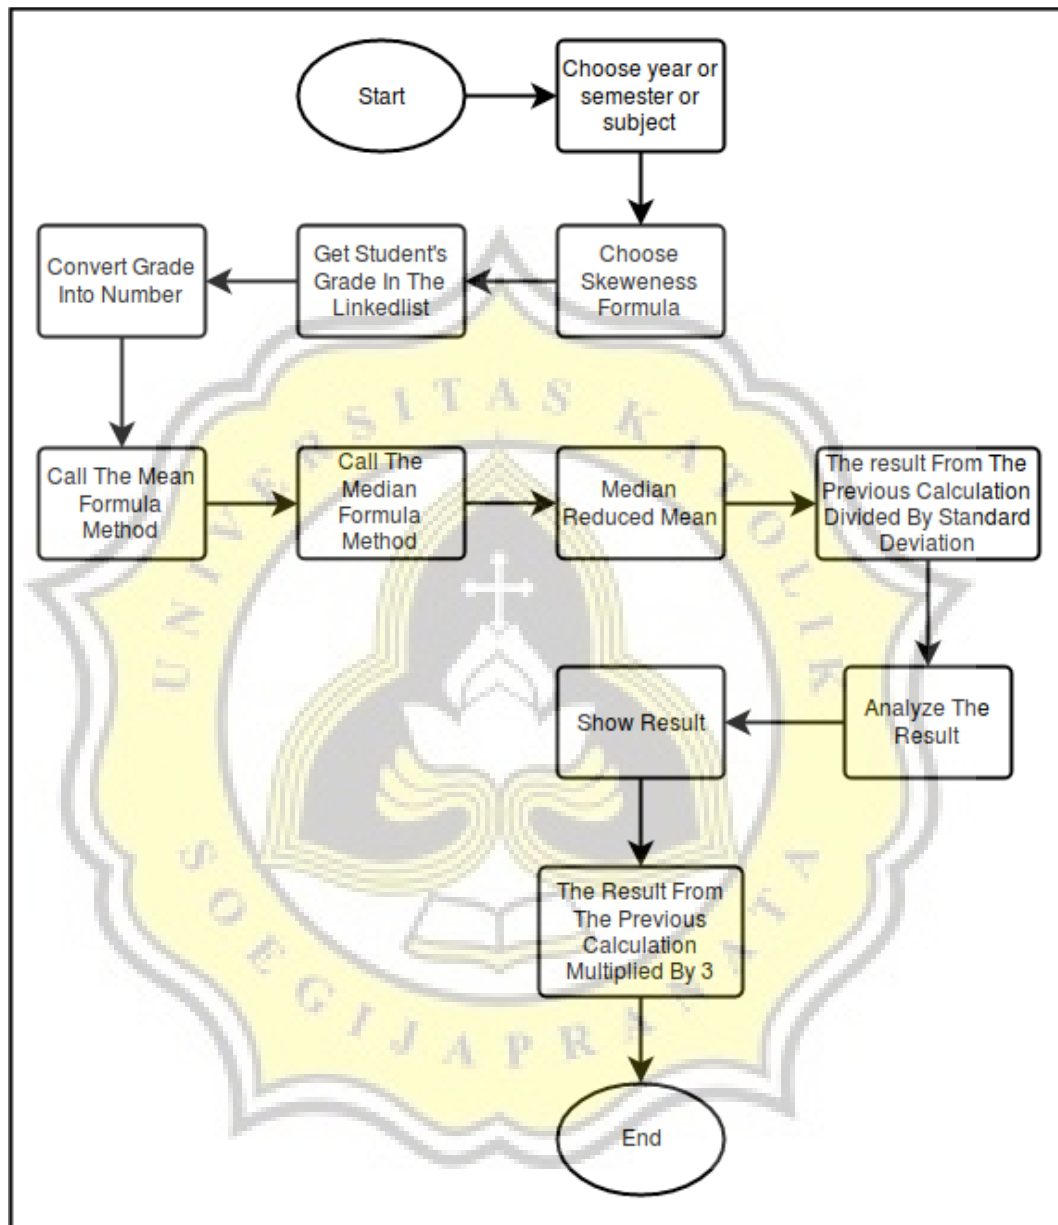 Start
Choose year or
semester or
subject
Choose
Skeweness
Formula
Get Student's
Grade In The
Linkedlist
Convert Grade
Into Number
Call The Mean
Formula
Method
Call The
Median
Formula
Method
Median
Reduced Mean
The result From The
Previous Calculation
Divided By Standard
Deviation
Analyze The
Result
Show Result
The Result From
The Previous
Calculation
Multiplied By 3
End
UNIVERSITAS KATOLIK
SOEGIJAPRANATA